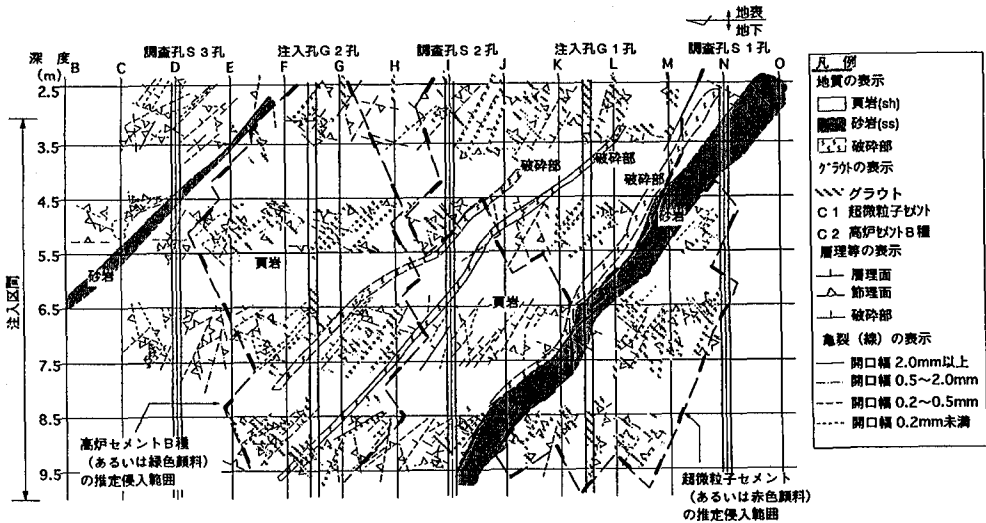 地表
地下
調査孔S3孔
注入孔G2孔
調査孔S2孔
注入孔G1孔
調査孔S1孔
深度
(m)
B C D E F G H I J K L M N O
2.5
3.5
4.5
5.5
6.5
7.5
8.5
9.5
注入区間
破砕部
破砕部
破砕部
砂岩
頁岩
砂岩
頁岩
高炉セメントB種
(あるいは緑色顔料)
の推定侵入範囲
超微粒子セメント
(あるいは赤色顔料)
の推定侵入範囲
凡例
地質の表示
頁岩(sh)
砂岩(ss)
破砕部
グラウトの表示
グラウト
C1 超微粒子セメント
C2 高炉セメントB種
層理等の表示
層理面
節理面
破砕部
亀裂(線)の表示
開口幅 2.0mm以上
開口幅 0.5~2.0mm
開口幅 0.2~0.5mm
開口幅 0.2mm未満